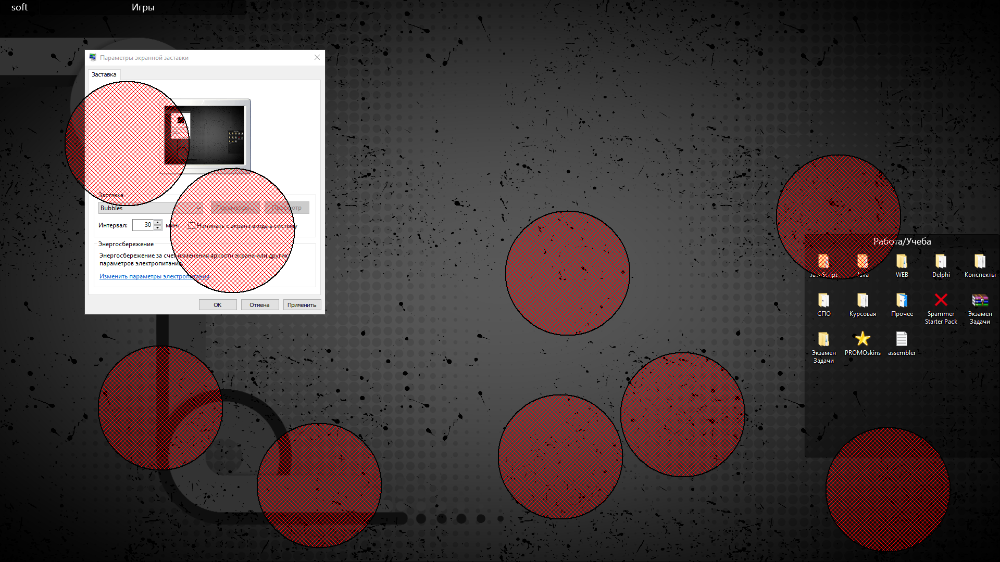 soft
Игры
Параметры экранной заставки
Заставка
Заставка
Bubbles
Параметры...
Просмотр
Интервал:
30
мин.
Начинать с экрана входа в систему
Энергосбережение
Энергосбережение за счет изменения яркости экрана или других
параметров электропитания.
Изменить параметры электропитания
ОК
Отмена
Применить
Работа/Учеба
JavaScript
Java
WEB
Delphi
Конспекты
СПО
Курсовая
Прочее
Spammer
Starter Pack
Экзамен
Задачи
Экзамен
Задачи
PROMOskins
assembler